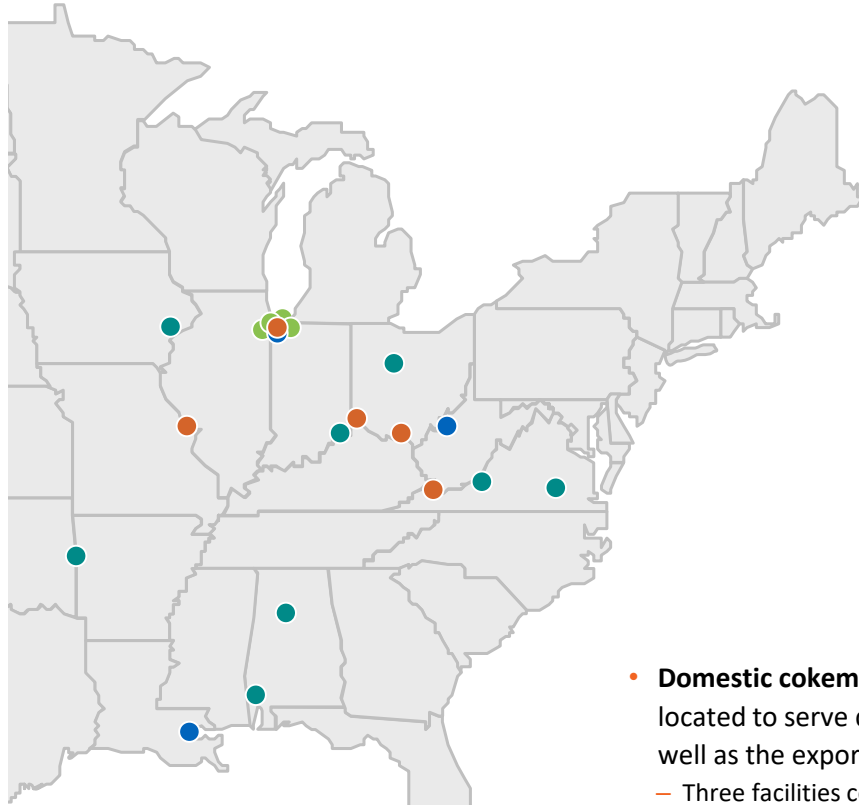 • Domestic cokem
located to serve
well as the expor
– Three facilities